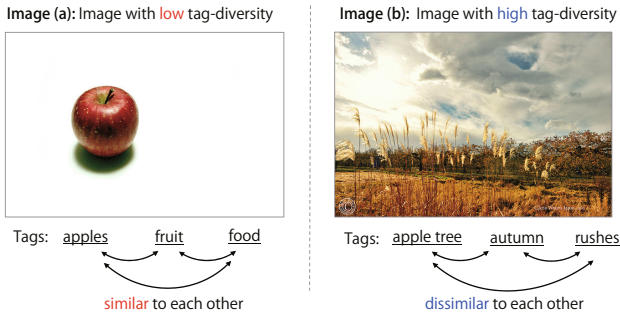 Image (a): Image with low tag-diversity
Tags: apples fruit food
similar to each other
Image (b): Image with high tag-diversity
©
Tags: apple tree autumn rushes
dissimilar to each other